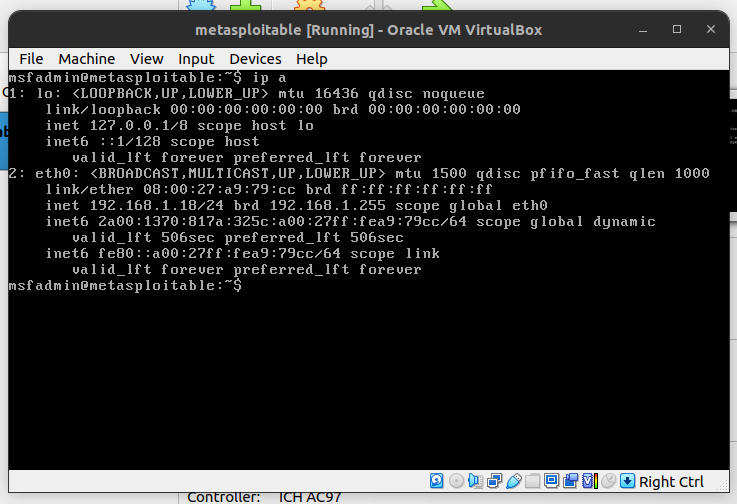 metasploitable [Running] - Oracle VM VirtualBox
File Machine View Input Devices Help
msfadmin@metasploitable:~$ ip a
1: lo: <LOOPBACK,UP,LOWER_UP> mtu 16436 qdisc noqueue
    link/loopback 00:00:00:00:00:00 brd 00:00:00:00:00:00
    inet 127.0.0.1/8 scope host lo
    inet6 ::1/128 scope host
       valid_lft forever preferred_lft forever
2: eth0: <BROADCAST,MULTICAST,UP,LOWER_UP> mtu 1500 qdisc pfifo_fast qlen 1000
    link/ether 08:00:27:a9:79:cc brd ff:ff:ff:ff:ff:ff
    inet 192.168.1.18/24 brd 192.168.1.255 scope global eth0
    inet6 2a00:1370:817a:325c:a00:27ff:fea9:79cc/64 scope global dynamic
       valid_lft 506sec preferred_lft 506sec
    inet6 fe80::a00:27ff:fea9:79cc/64 scope link
       valid_lft forever preferred_lft forever
msfadmin@metasploitable:~$
Right Ctrl
Controller: ICH AC97